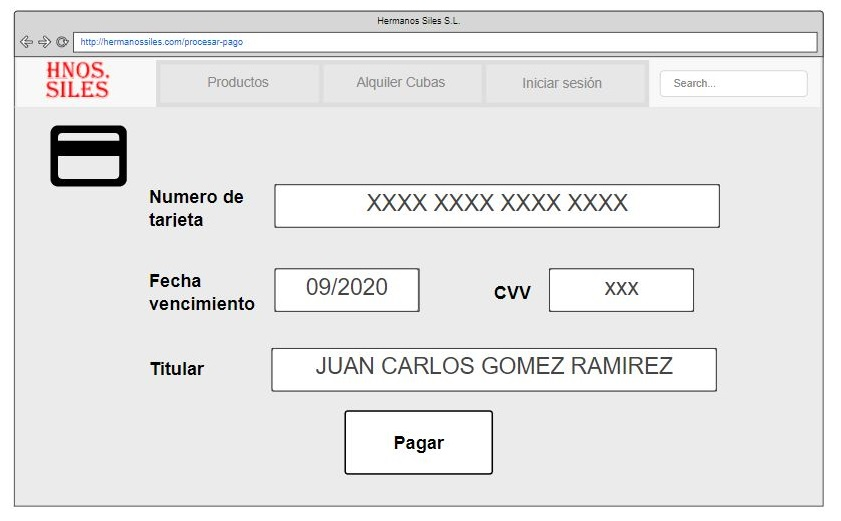 Hermanos Siles S.L.
http://hermanossiles.com/procesar-pago
HNOS.
SILES
Productos
Alquiler Cubas
Iniciar sesión
Search...
Numero de
tarjeta
XXXX XXXX XXXX XXXX
Fecha
vencimiento
09/2020
CVV
xxx
Titular
JUAN CARLOS GOMEZ RAMIREZ
Pagar